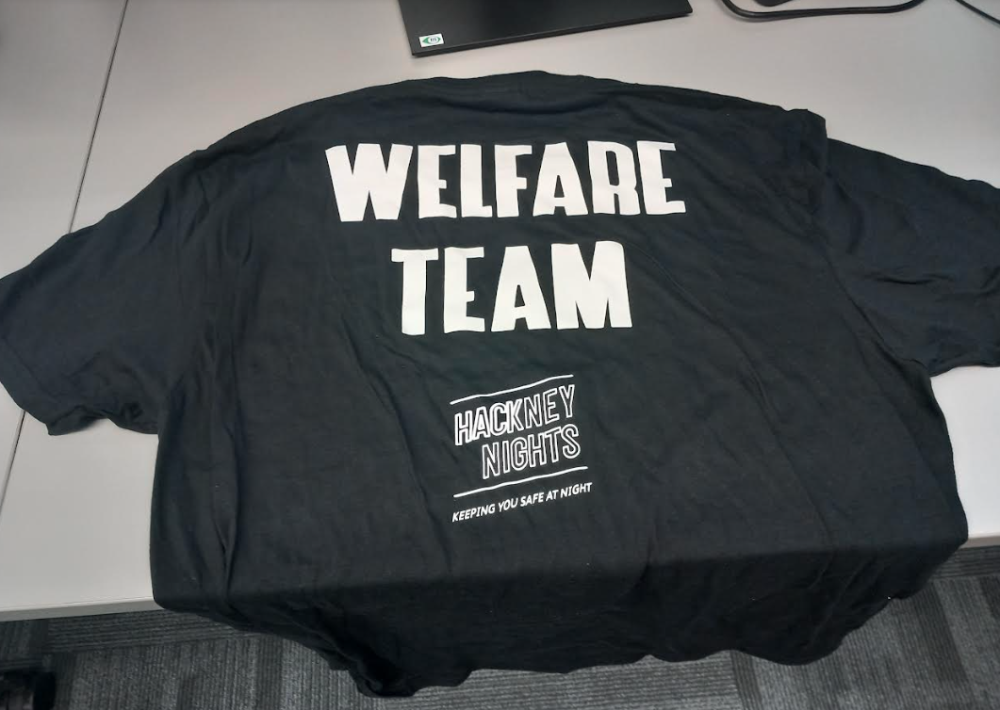 WELFARE
TEAM
HACKNEY
NIGHTS
KEEPING YOU SAFE AT NIGHT